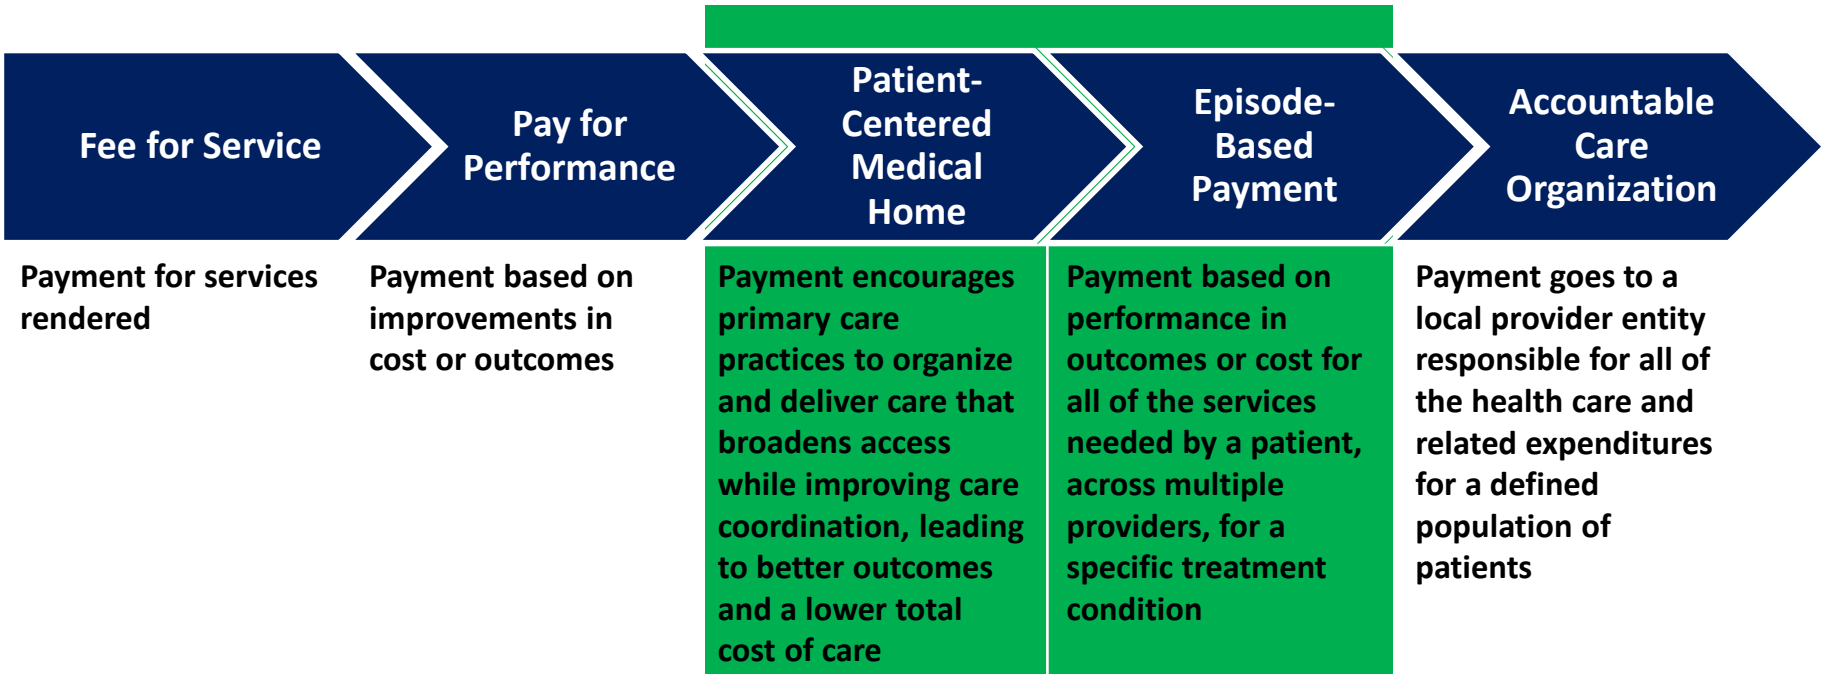 Fee for Service
Pay for
Performance
Patient-
Centered
Medical
Home
Episode-
Based
Payment
Accountable
Care
Organization
Payment for services
rendered
Payment based on
improvements in
cost or outcomes
Payment encourages
primary care
practices to organize
and deliver care that
broadens access
while improving care
coordination, leading
to better outcomes
and a lower total
cost of care
Payment based on
performance in
outcomes or cost for
all of the services
needed by a patient,
across multiple
providers, for a
specific treatment
condition
Payment goes to a
local provider entity
responsible for all of
the health care and
related expenditures
for a defined
population of
patients